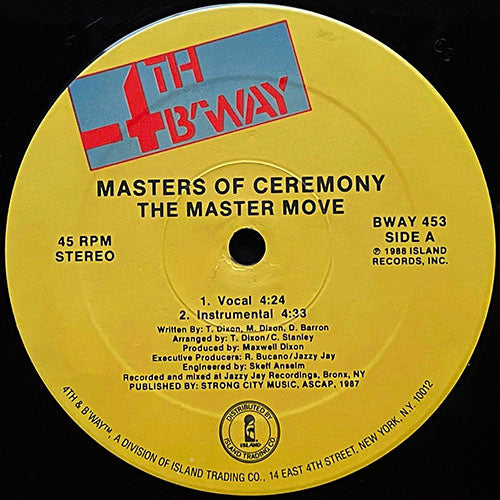 4TH
B'WAY
MASTERS OF CEREMONY
THE MASTER MOVE
45 RPM
STEREO
BWAY 453
SIDE A
℗ 1988 ISLAND
RECORDS, INC.
1. Vocal 4:24
2. Instrumental 4:33
Written By: T. Dixon, M. Dixon, D. Barron
Arranged by: T. Dixon/C. Stanley
Produced by: Maxwell Dixon
Executive Producers: R. Bucano/Jazzy Jay
Engineered by: Skeff Anselm
Recorded and mixed at Jazzy Jay Recordings, Bronx, NY
PUBLISHED BY: STRONG CITY MUSIC, ASCAP, 1987
DISTRIBUTED BY
ISLAND
ISLAND TRADING CO.
4TH & B'WAY™, A DIVISION OF ISLAND TRADING CO., 14 EAST 4TH STREET, NEW YORK, N.Y. 10012